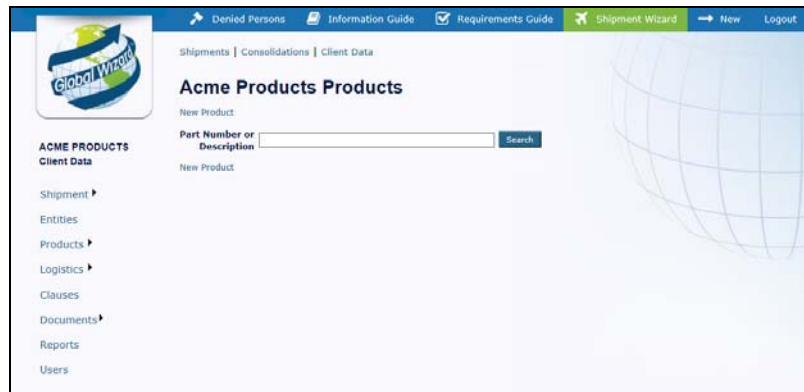 Denied Persons Information Guide Requirements Guide Shipment Wizard New Logout
Global Wizard
Shipments | Consolidations | Client Data
Acme Products Products
New Product
Part Number or
Description
Search
New Product
ACME PRODUCTS
Client Data
Shipment
Entities
Products
Logistics
Clauses
Documents
Reports
Users